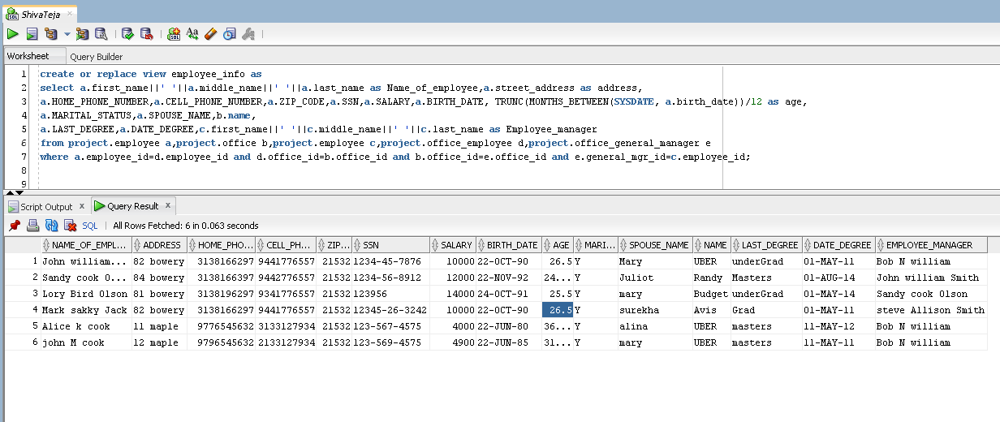 ShivaTeja
Worksheet Query Builder
1 create or replace view employee_info as
2 select a.first_name||' '||a.middle_name||' '||a.last_name as Name_of_employee,a.street_address as address,
3 a.HOME_PHONE_NUMBER,a.CELL_PHONE_NUMBER,a.ZIP_CODE,a.SSN,a.SALARY,a.BIRTH_DATE, TRUNC(MONTHS_BETWEEN(SYSDATE, a.birth_date))/12 as age,
4 a.MARITAL_STATUS,a.SPOUSE_NAME,b.name,
5 a.LAST_DEGREE,a.DATE_DEGREE,c.first_name||' '||c.middle_name||' '||c.last_name as Employee_manager
6 from project.employee a,project.office b,project.employee c,project.office_employee d,project.office_general_manager e
7 where a.employee_id=d.employee_id and d.office_id=b.office_id and b.office_id=e.office_id and e.general_mgr_id=c.employee_id;
8
9
Script Output x Query Result x
SQL | All Rows Fetched: 6 in 0.063 seconds
NAME_OF_EMPL... ADDRESS HOME_PHO... CELL_PH... ZIP... SSN SALARY BIRTH_DATE AGE MARI... SPOUSE_NAME NAME LAST_DEGREE DATE_DEGREE EMPLOYEE_MANAGER
1 John william... 82 bowery 3138166297 9441776557 21532 1234-45-7876 10000 22-OCT-90 26.5 Y Mary UBER underGrad 01-MAY-11 Bob N william
2 Sandy cook O... 84 bowery 3138166297 9442776557 21532 1234-56-8912 12000 22-NOV-92 24... Y Juliot Randy Masters 01-AUG-14 John william Smith
3 Lory Bird Olson 81 bowery 3138196297 9341776557 21532 123956 14000 24-OCT-91 25.5 Y mary Budget underGrad 01-MAY-11 Sandy cook Olson
4 Mark sakky Jack 82 bowery 3138166297 9341776557 21532 12345-26-3242 10000 22-OCT-90 26.5 Y surekha Avis Grad 01-MAY-11 steve Allison Smith
5 Alice k cook 11 maple 9776545632 3133127934 21532 123-567-4575 4000 22-JUN-80 36... Y alina UBER masters 11-MAY-12 Bob N william
6 john M cook 12 maple 9796545632 2133127934 21532 123-569-4575 4900 22-JUN-85 31... Y mary UBER masters 11-MAY-11 Bob N william